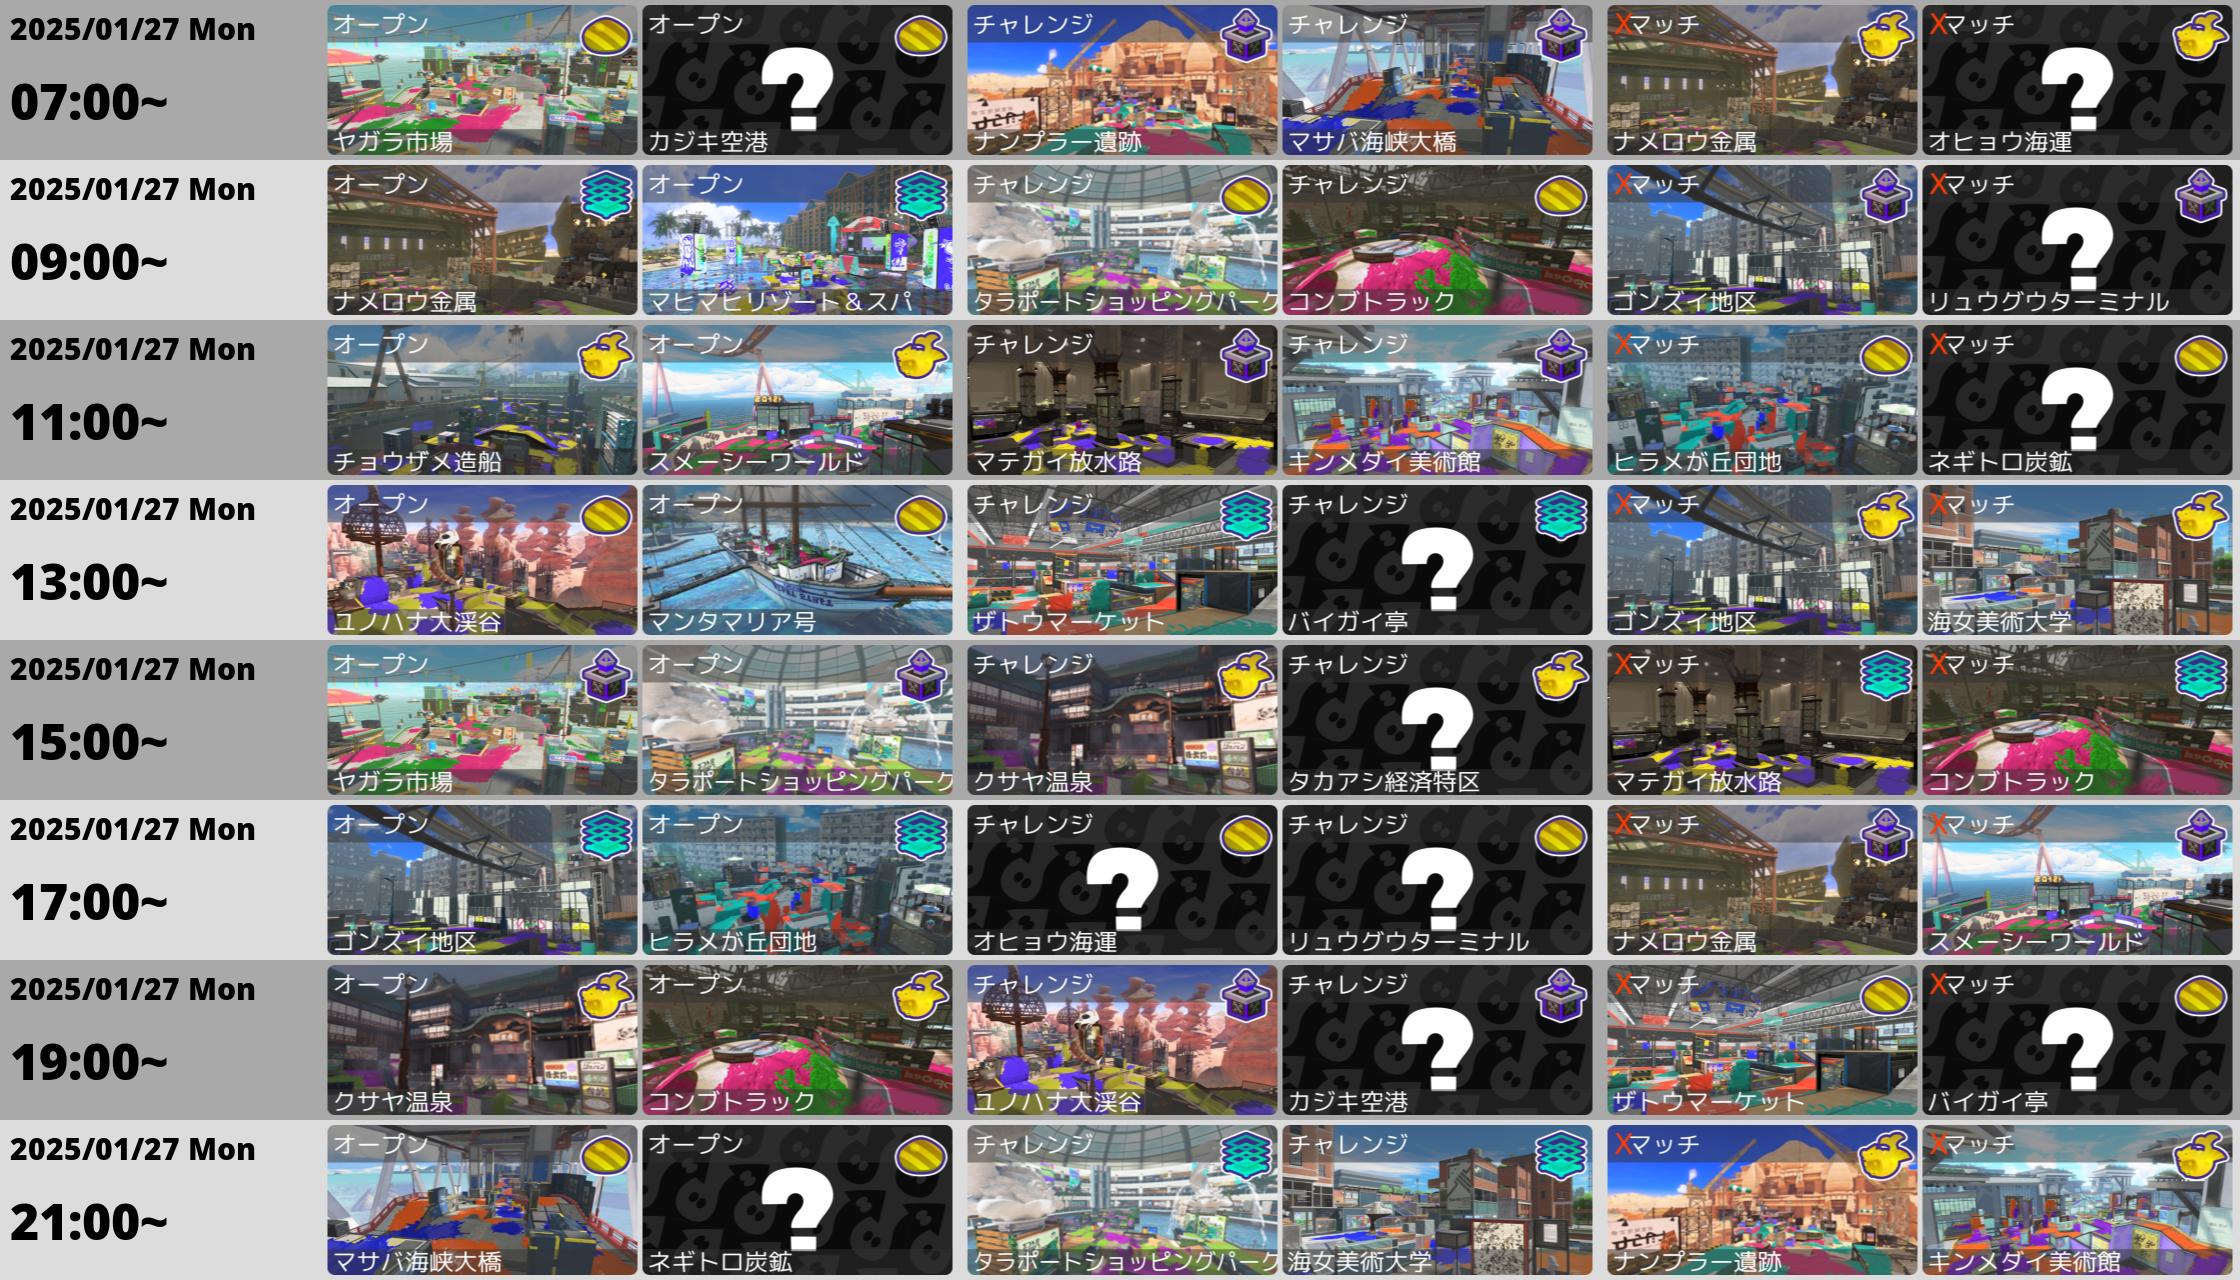 2025/01/27 Mon
07:00~
オープン
ヤガラ市場
オープン
カジキ空港
チャレンジ
ナンプラー遺跡
チャレンジ
マサバ海峡大橋
Xマッチ
ナメロウ金属
Xマッチ
オヒョウ海運
2025/01/27 Mon
09:00~
オープン
ナメロウ金属
オープン
マヒマヒリゾート＆スパ
チャレンジ
タラポートショッピングパーク
チャレンジ
コンブトラック
Xマッチ
ゴンズイ地区
Xマッチ
リュウグウターミナル
2025/01/27 Mon
11:00~
オープン
チョウザメ造船
オープン
スメーシーワールド
チャレンジ
マテガイ放水路
チャレンジ
キンメダイ美術館
Xマッチ
ヒラメが丘団地
Xマッチ
ネギトロ炭鉱
2025/01/27 Mon
13:00~
オープン
ユノハナ大渓谷
オープン
マンタマリア号
チャレンジ
ザトウマーケット
チャレンジ
バイガイ亭
Xマッチ
ゴンズイ地区
Xマッチ
海女美術大学
2025/01/27 Mon
15:00~
オープン
ヤガラ市場
オープン
タラポートショッピングパーク
チャレンジ
クサヤ温泉
チャレンジ
タカアシ経済特区
Xマッチ
マテガイ放水路
Xマッチ
コンブトラック
2025/01/27 Mon
17:00~
オープン
ゴンズイ地区
オープン
ヒラメが丘団地
チャレンジ
オヒョウ海運
チャレンジ
リュウグウターミナル
Xマッチ
ナメロウ金属
Xマッチ
スメーシーワールド
2025/01/27 Mon
19:00~
オープン
クサヤ温泉
オープン
コンブトラック
チャレンジ
ユノハナ大渓谷
チャレンジ
カジキ空港
Xマッチ
ザトウマーケット
Xマッチ
バイガイ亭
2025/01/27 Mon
21:00~
オープン
マサバ海峡大橋
オープン
ネギトロ炭鉱
チャレンジ
タラポートショッピングパーク
チャレンジ
海女美術大学
Xマッチ
ナンプラー遺跡
Xマッチ
キンメダイ美術館